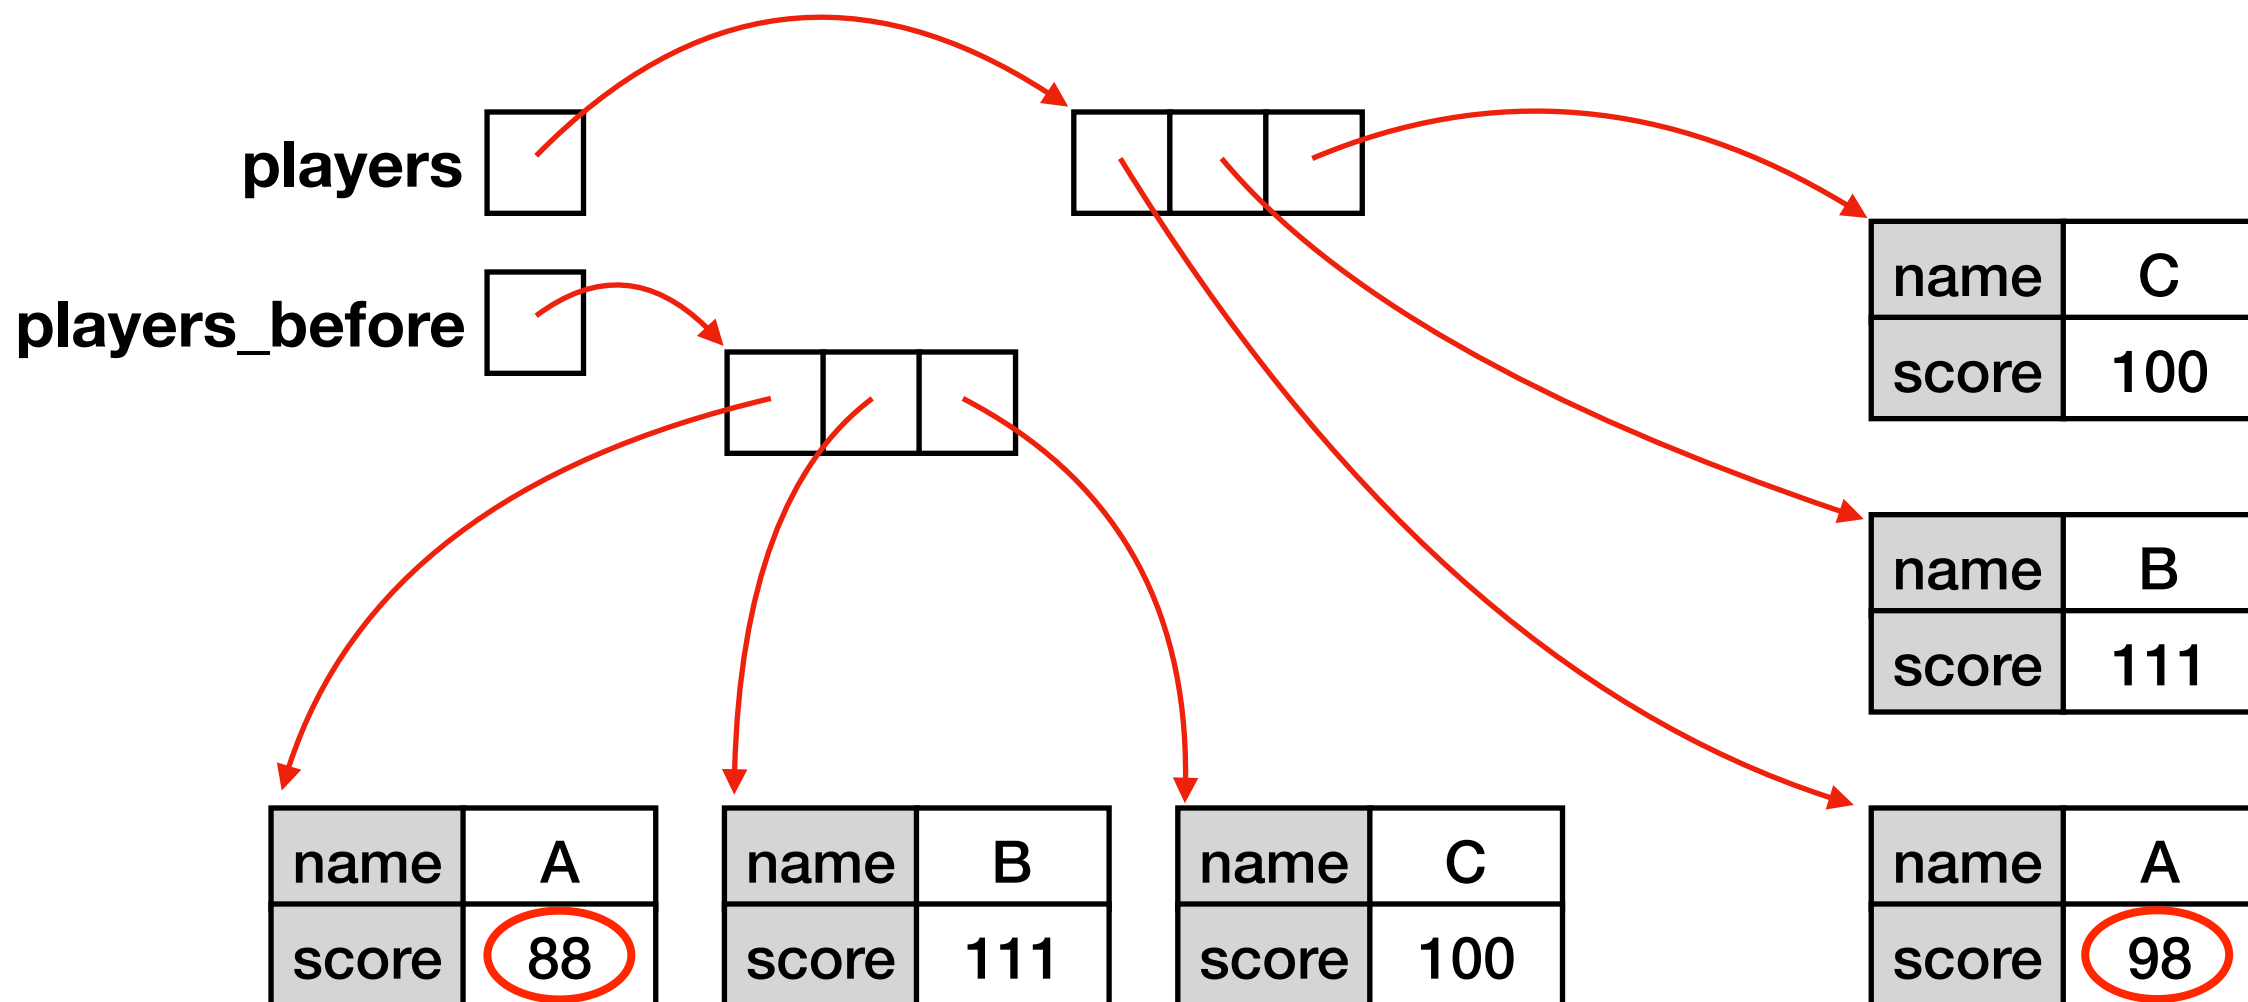 players
players_before
name C
score 100
name B
score 111
name A
score 88
name B
score 111
name C
score 100
name A
score 98